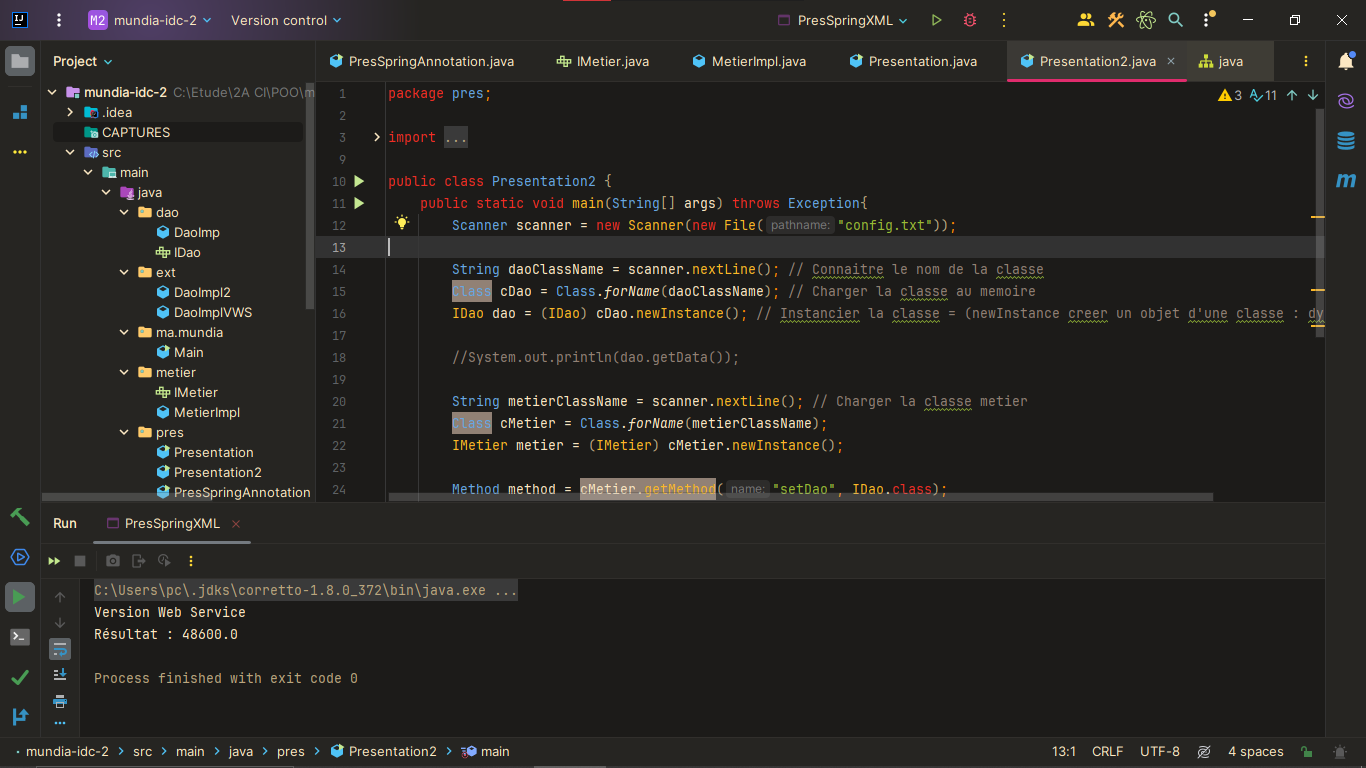 M2 mundia-idc-2 Version control PresSpringXML
Project
PresSpringAnnotation.java IMetier.java MetierImpl.java Presentation.java Presentation2.java java
mundia-idc-2 C:\Etude\2A CI\POO\m
.idea
CAPTURES
src
main
java
dao
DaoImp
IDao
ext
DaoImpl2
DaoImplVWS
ma.mundia
Main
metier
IMetier
MetierImpl
pres
Presentation
Presentation2
PresSpringAnnotation
3 11
1 package pres;
2
3 import ...
9
10 public class Presentation2 {
11 public static void main(String[] args) throws Exception{
12 Scanner scanner = new Scanner(new File( pathname: "config.txt"));
13
14 String daoClassName = scanner.nextLine(); // Connaitre le nom de la classe
15 Class cDao = Class.forName(daoClassName); // Charger la classe au memoire
16 IDao dao = (IDao) cDao.newInstance(); // Instancier la classe = (newInstance creer un objet d'une classe : dy
17
18 //System.out.println(dao.getData());
19
20 String metierClassName = scanner.nextLine(); // Charger la classe metier
21 Class cMetier = Class.forName(metierClassName);
22 IMetier metier = (IMetier) cMetier.newInstance();
23
24 Method method = cMetier.getMethod( name: "setDao", IDao.class);
Run PresSpringXML
C:\Users\pc\.jdks\corretto-1.8.0_372\bin\java.exe ...
Version Web Service
Résultat : 48600.0
Process finished with exit code 0
mundia-idc-2 > src > main > java > pres > Presentation2 > main 13:1 CRLF UTF-8 4 spaces